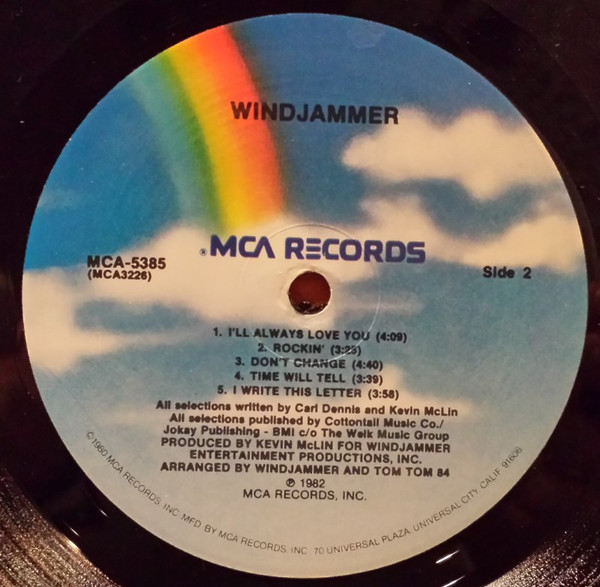 WINDJAMMER
® MCA RECORDS
MCA-5385
(MCA3226)
Side 2
1. I'LL ALWAYS LOVE YOU (4:09)
2. ROCKIN' (3:23)
3. DON'T CHANGE (4:40)
4. TIME WILL TELL (3:39)
5. I WRITE THIS LETTER (3:58)
All selections written by Carl Dennis and Kevin McLin
All selections published by Cottontail Music Co./
Jokay Publishing - BMI c/o The Welk Music Group
PRODUCED BY KEVIN McLIN FOR WINDJAMMER
ENTERTAINMENT PRODUCTIONS, INC.
ARRANGED BY WINDJAMMER AND TOM TOM 84
℗ 1982
MCA RECORDS, INC.
©1980 MCA RECORDS, INC. MFD. BY MCA RECORDS, INC. 70 UNIVERSAL PLAZA, UNIVERSAL CITY, CALIF. 91608